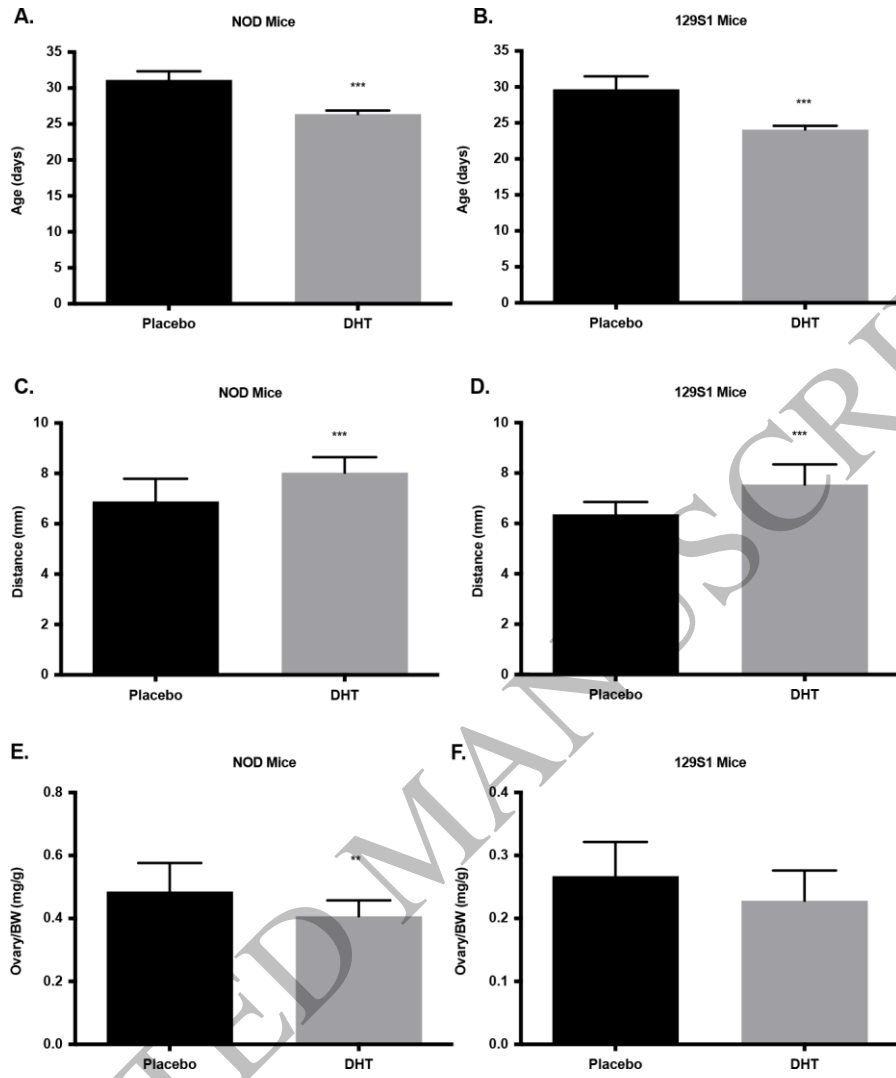 A.
NOD Mice
Age (days)
35
30
25
20
15
10
5
0
***
Placebo
DHT
B.
129S1 Mice
Age (days)
35
30
25
20
15
10
5
0
***
Placebo
DHT
C.
NOD Mice
Distance (mm)
10
8
6
4
2
0
***
Placebo
DHT
D.
129S1 Mice
Distance (mm)
10
8
6
4
2
0
***
Placebo
DHT
E.
NOD Mice
Ovary/BW (mg/g)
0.8
0.6
0.4
0.2
0.0
**
Placebo
DHT
F.
129S1 Mice
Ovary/BW (mg/g)
0.4
0.3
0.2
0.1
0.0
Placebo
DHT
TED MANUSCRI